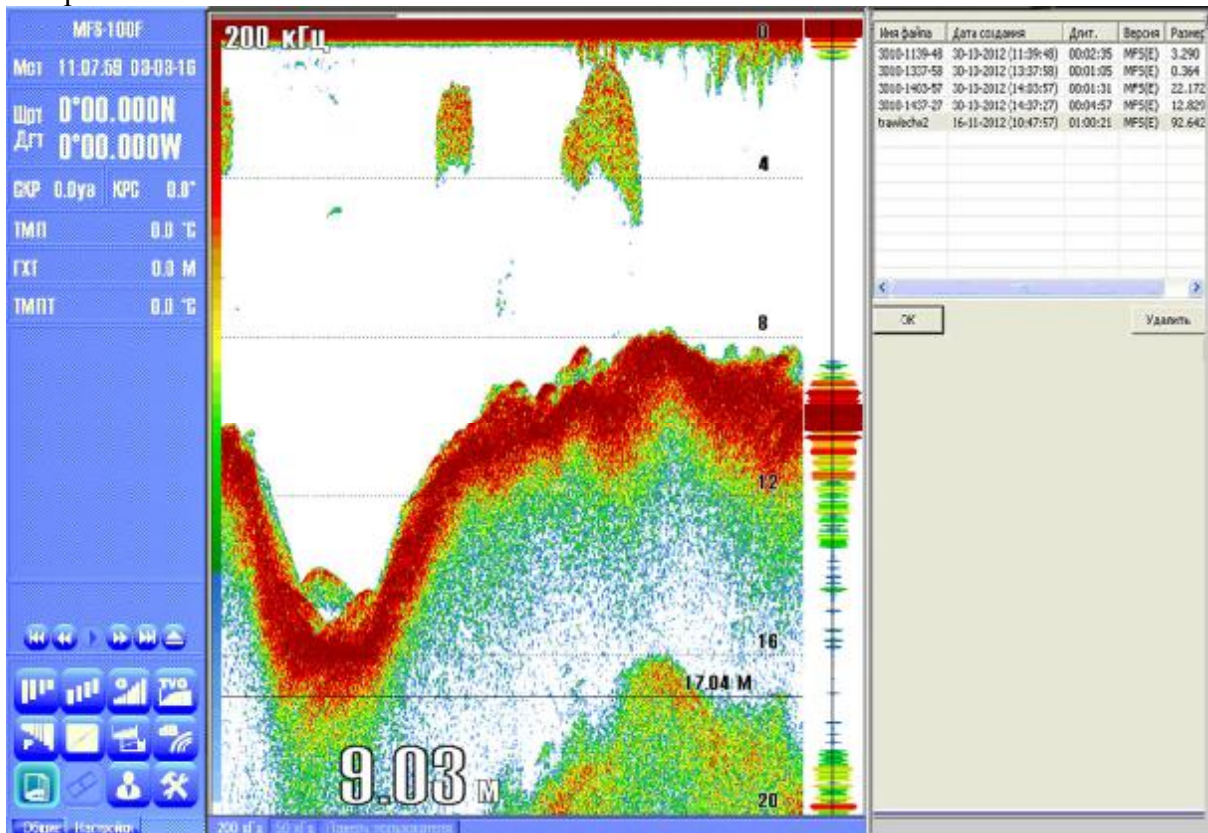 MFS-100F
Мст 11.07.59 03-03-16
Шрт 0°00.000N
Дгт 0°00.000W
СКР 0.0уз КРС 0.0°
ТМП 0.0 °C
ГХТ 0.0 М
ТМПТ 0.0 °C
G
TVG
P
dB
Общие Настройки
200 кГц
0
4
8
12
16
17.04 М
20
9.03 м
200 кГц 50 кГц Панель пользователя
Имя файла Дата создания Длит. Версия Размер
3010-1139-48 30-10-2012 (11:39:48) 00:02:35 MFS(E) 3.290
3010-1337-58 30-10-2012 (13:37:58) 00:01:05 MFS(E) 0.364
3010-1403-57 30-10-2012 (14:03:57) 00:01:31 MFS(E) 22.172
3010-1437-27 30-10-2012 (14:37:27) 00:04:57 MFS(E) 12.829
16-11-2012 (10:47:57) 01:00:21 MFS(E) 92.642
OK Удалить